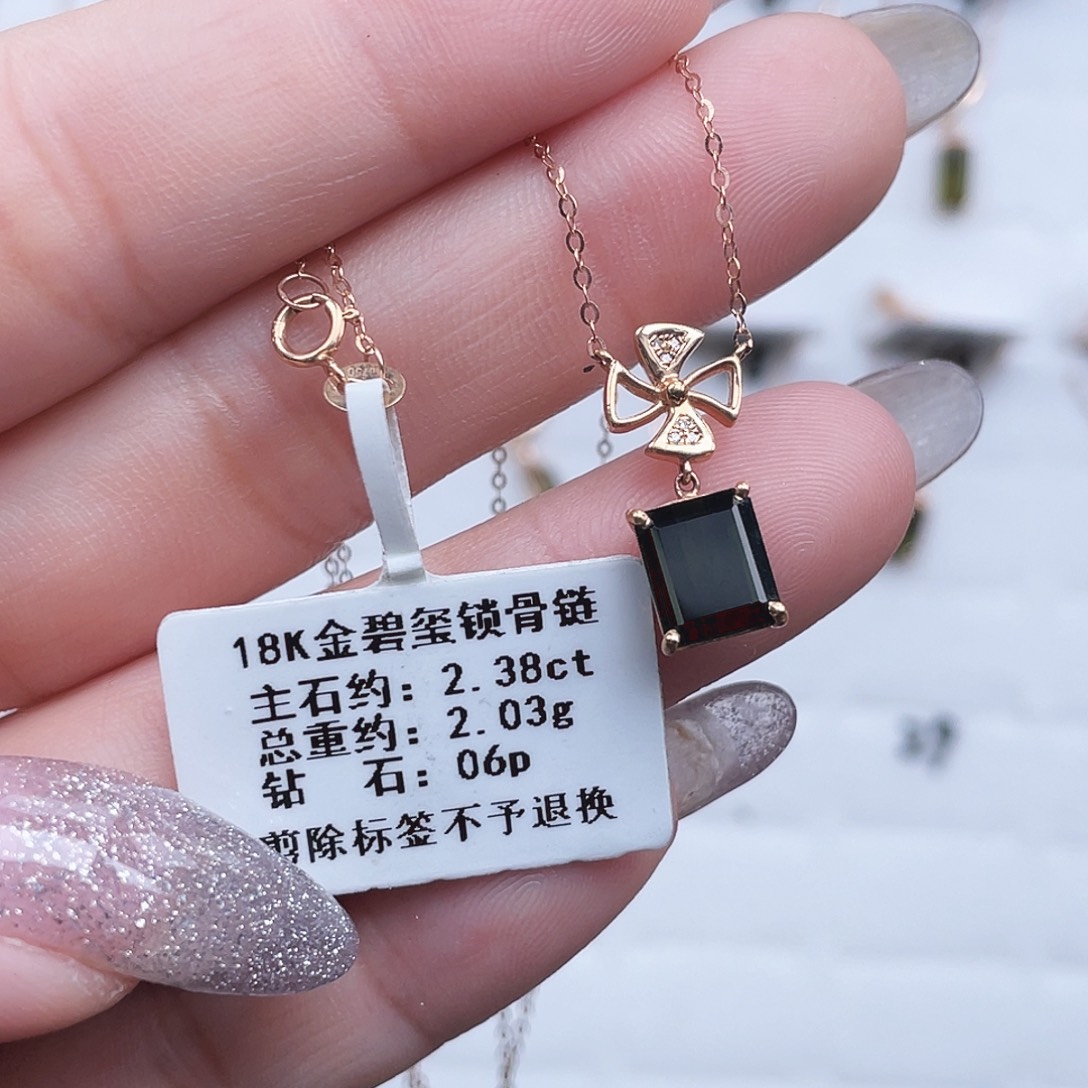 18K金碧玺锁骨链
主石约: 2.38ct
总重约: 2.03g
钻 石: 06p
剪除标签不予退换